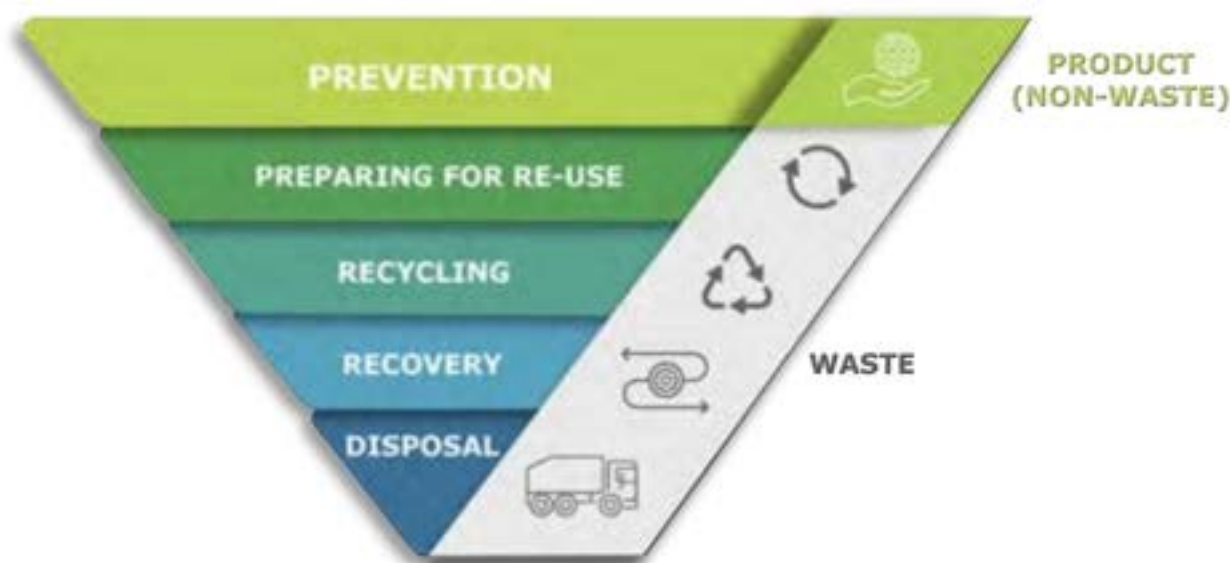 PREVENTION
PRODUCT
(NON-WASTE)
PREPARING FOR RE-USE
RECYCLING
RECOVERY
WASTE
DISPOSAL